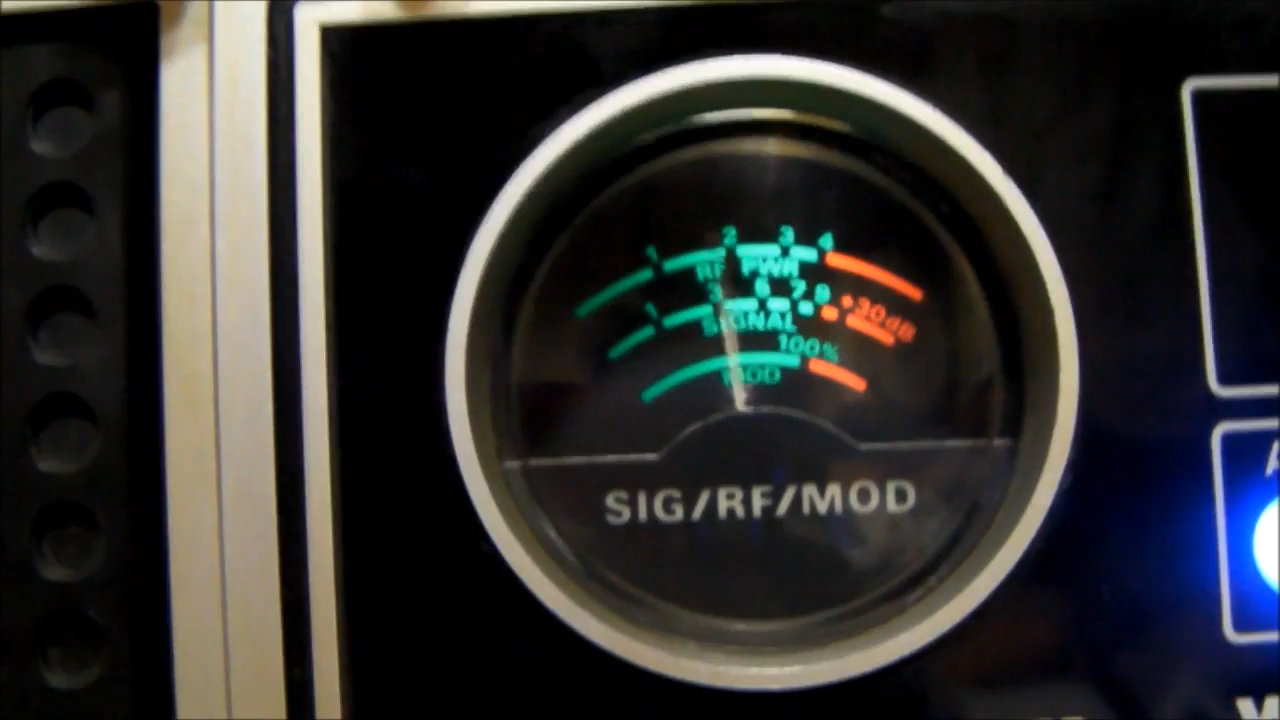 1 2 3 4
RF PWR
1 3 5 7 9 +30dB
SIGNAL
100%
MOD
SIG/RF/MOD